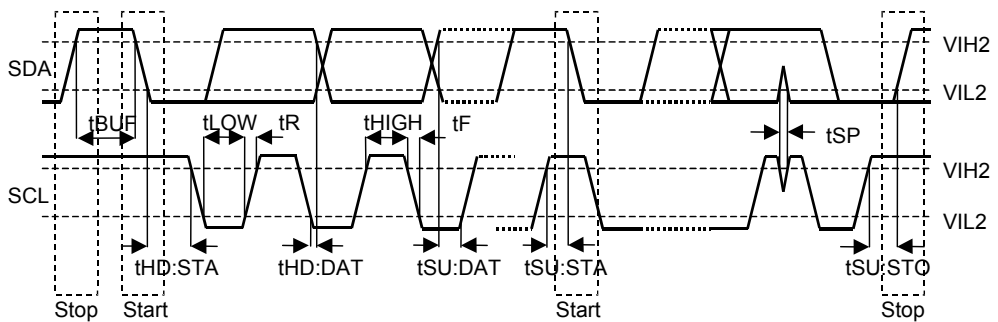 VIH2
SDA
VIL2
tBUF tLOW tR tHIGH tF tSP
VIH2
SCL
VIL2
tHD:STA tHD:DAT tSU:DAT tSU:STA tSU:STO
Stop Start Start Stop